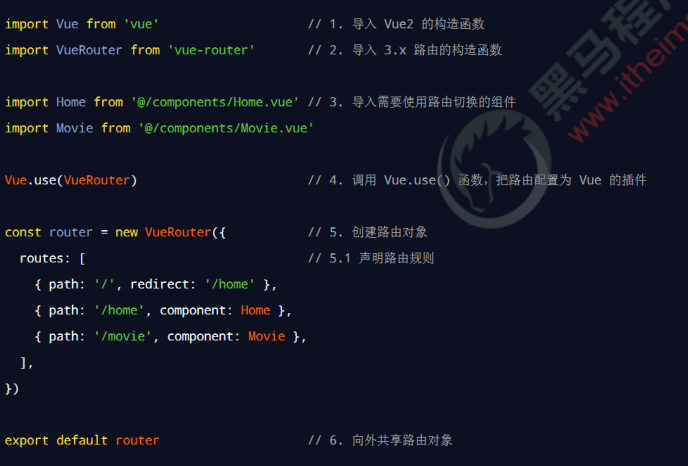 import Vue from 'vue' // 1. 导入 Vue2 的构造函数
import VueRouter from 'vue-router' // 2. 导入 3.x 路由的构造函数
import Home from '@/components/Home.vue' // 3. 导入需要使用路由切换的组件
import Movie from '@/components/Movie.vue'
Vue.use(VueRouter) // 4. 调用 Vue.use() 函数，把路由配置为 Vue 的插件
const router = new VueRouter({ // 5. 创建路由对象
routes: [ // 5.1 声明路由规则
{ path: '/', redirect: '/home' },
{ path: '/home', component: Home },
{ path: '/movie', component: Movie },
],
})
export default router // 6. 向外共享路由对象
黑马程
www.itheim